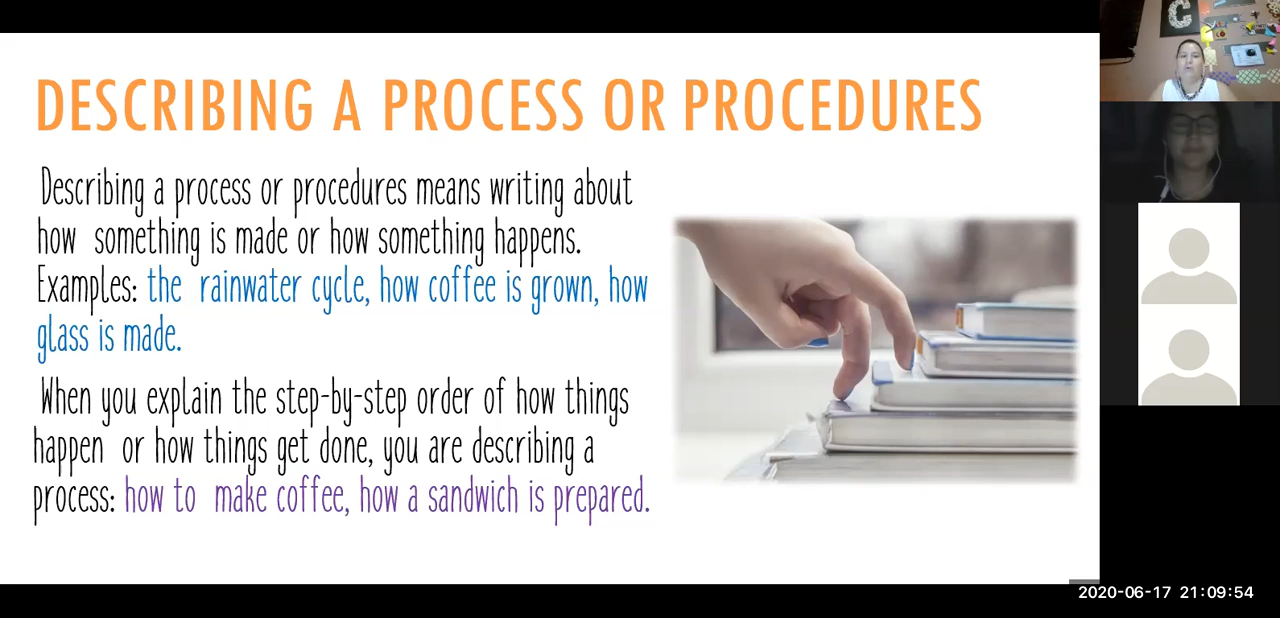 DESCRIBING A PROCESS OR PROCEDURES
Describing a process or procedures means writing about
how something is made or how something happens.
Examples: the rainwater cycle, how coffee is grown, how
glass is made.
When you explain the step-by-step order of how things
happen or how things get done, you are describing a
process: how to make coffee, how a sandwich is prepared.
C
2020-06-17 21:09:54